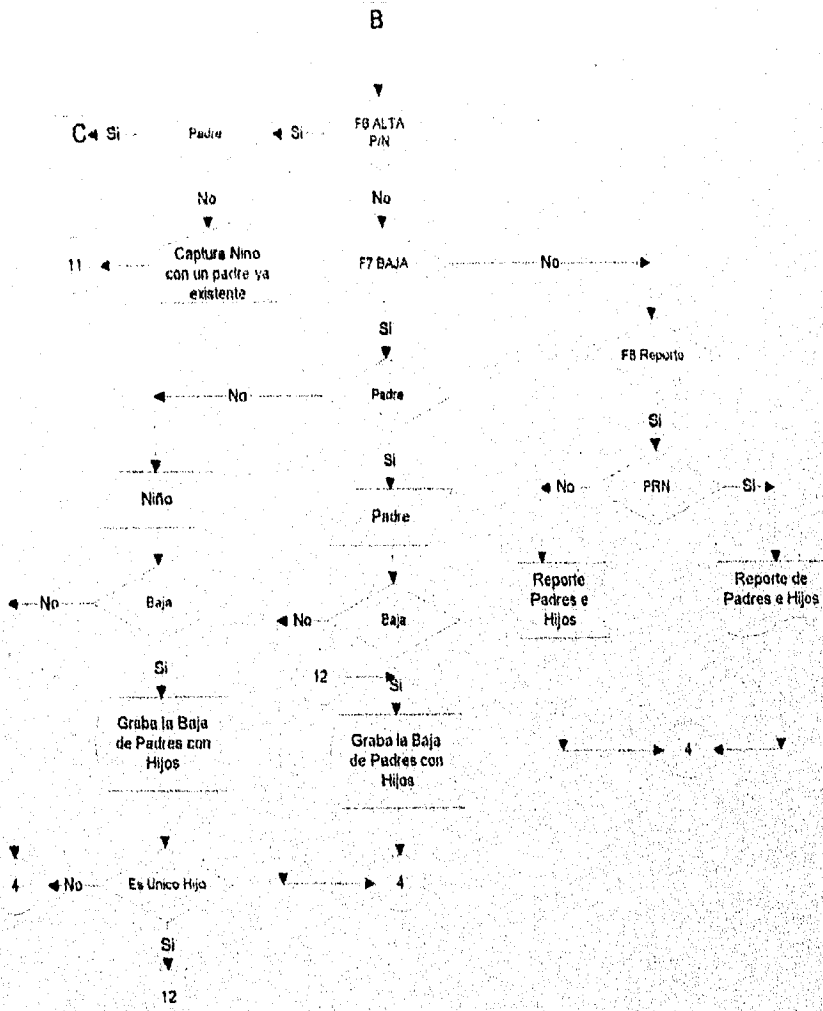 B
F6 ALTA
P/N
C
Si
Padre
Si
No
No
11
Captura Nino
con un padre ya
existente
F7 BAJA
No
Si
F8 Reporto
No
Padre
Si
Si
No
PRN
Si
Niño
Padre
Reporte
Padres e
Hijos
Reporte de
Padres e Hijos
No
Baja
No
Baja
Si
12
Si
Graba la Baja
de Padres con
Hijos
Graba la Baja
de Padres con
Hijos
4
4
No
Es Unico Hijo
4
Si
12